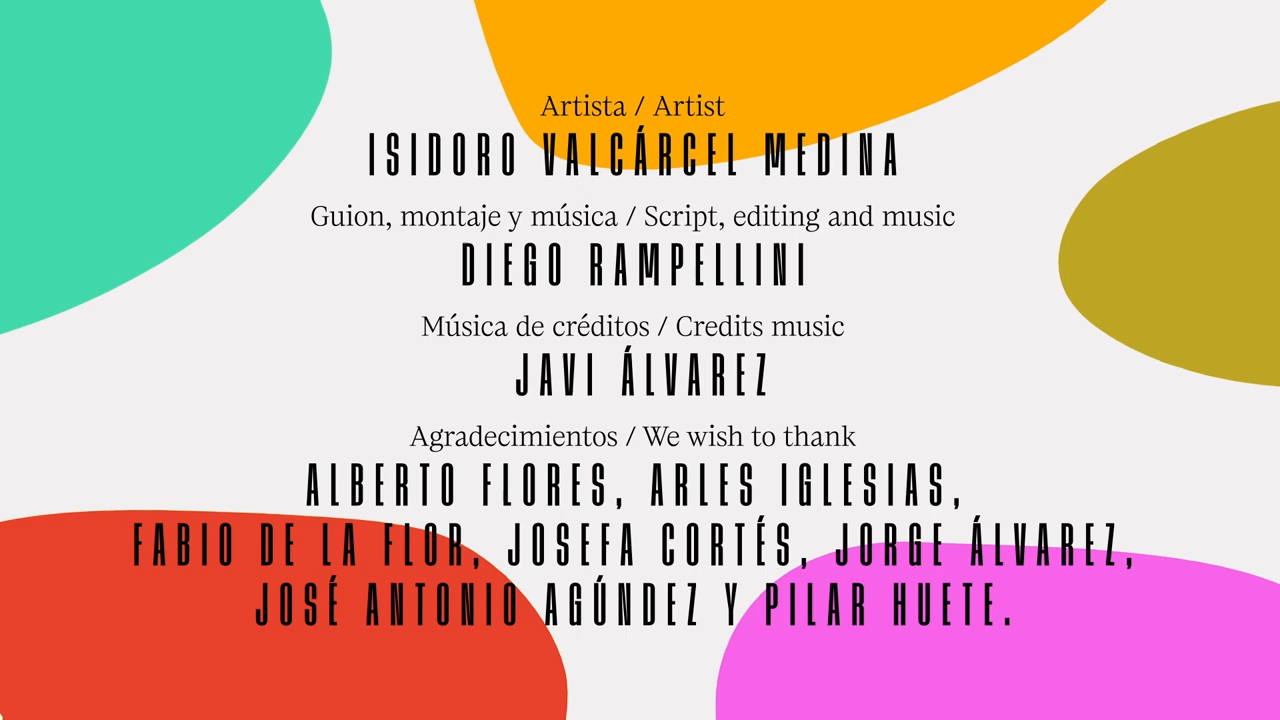 Artista / Artist
ISIDORO VALCÁRCEL MEDINA
Guion, montaje y música / Script, editing and music
DIEGO RAMPELLINI
Música de créditos / Credits music
JAVI ÁLVAREZ
Agradecimientos / We wish to thank
ALBERTO FLORES, ARLES IGLESIAS,
FABIO DE LA FLOR, JOSEFA CORTÉS, JORGE ÁLVAREZ,
JOSÉ ANTONIO AGÚNDEZ Y PILAR HUETE.